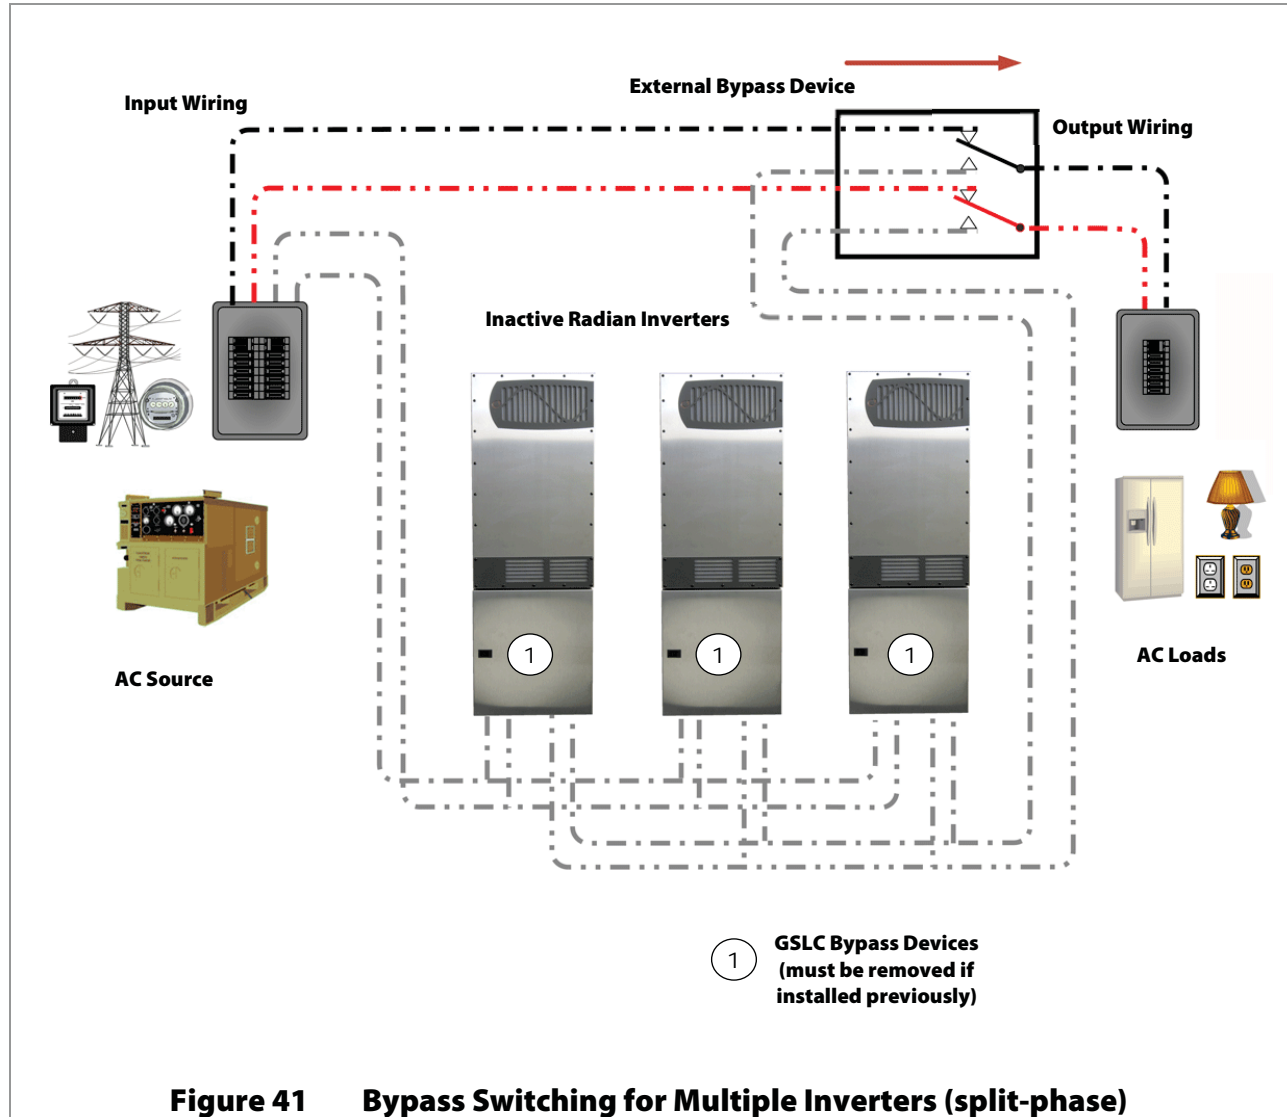 External Bypass Device
Input Wiring
Output Wiring
Inactive Radian Inverters
1
1
1
AC Source
AC Loads
1
GSLC Bypass Devices
(must be removed if
installed previously)
Figure 41 Bypass Switching for Multiple Inverters (split-phase)